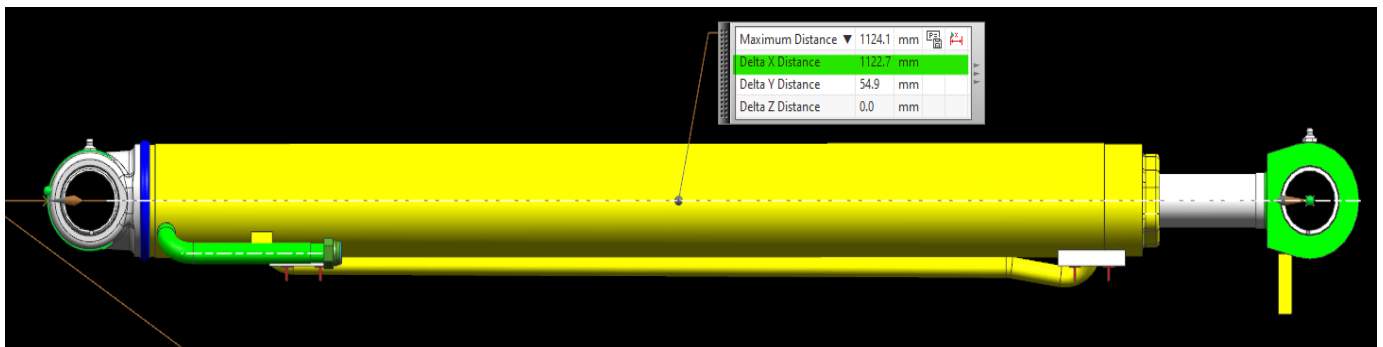 Maximum Distance ▼ 1124.1 mm
Delta X Distance 1122.7 mm
Delta Y Distance 54.9 mm
Delta Z Distance 0.0 mm